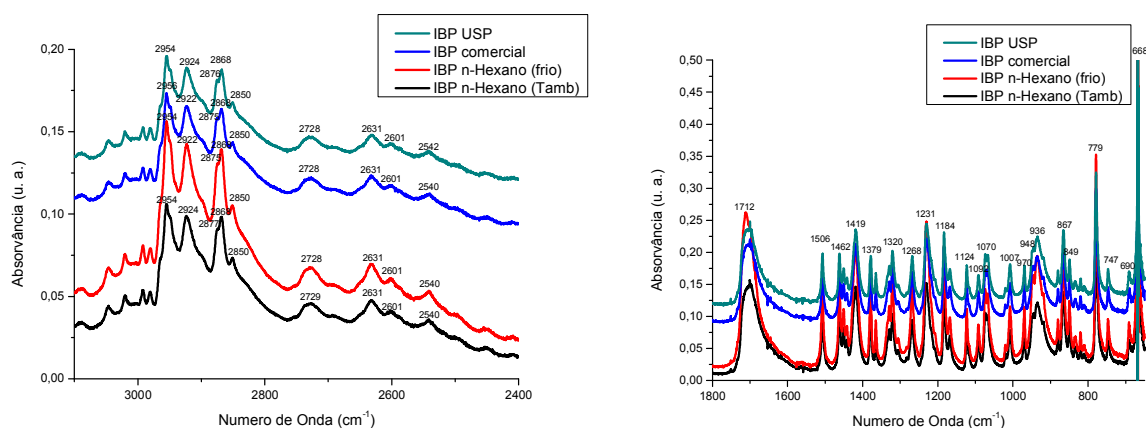 IBP USP
IBP comercial
IBP n-Hexano (frio)
IBP n-Hexano (Tamb)
0,20
0,15
0,10
0,05
0,00
Absorvância (u. a.)
2954 2924 2876 2868 2850 2728 2631 2601 2542
2956 2922 2875 2868 2850 2728 2631 2601 2540
2954 2922 2875 2868 2850 2728 2631 2601 2540
2954 2924 2877 2868 2850 2729 2631 2601 2540
3000 2800 2600 2400
Numero de Onda (cm-1)
IBP USP
IBP comercial
IBP n-Hexano (frio)
IBP n-Hexano (Tamb)
668
0,50
0,45
0,40
0,35
0,30
0,25
0,20
0,15
0,10
0,05
0,00
Absorvância (u. a.)
1712 1506 1462 1419 1379 1320 1268 1231 1184 1124 1092 1070 1007 970 948 936 867 849 779 747 690
1800 1600 1400 1200 1000 800
Numero de Onda (cm-1)